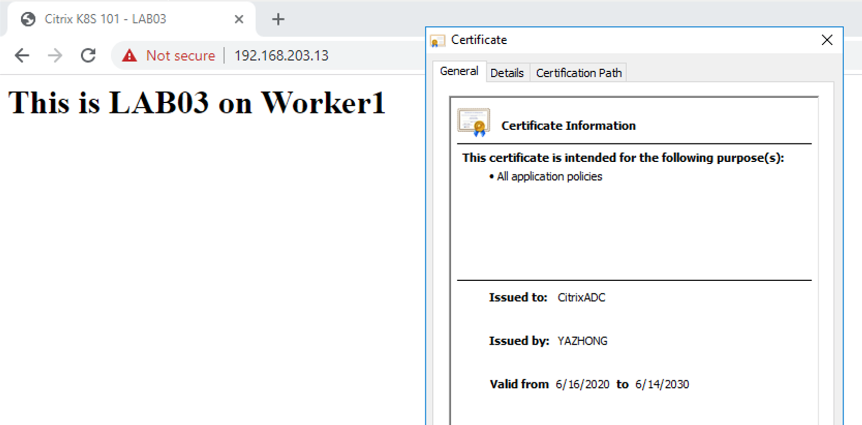 Citrix K8S 101 - LAB03
Not secure
192.168.203.13
This is LAB03 on Worker1
Certificate
General
Details
Certification Path
Certificate Information
This certificate is intended for the following purpose(s):
• All application policies
Issued to: CitrixADC
Issued by: YAZHONG
Valid from 6/16/2020 to 6/14/2030